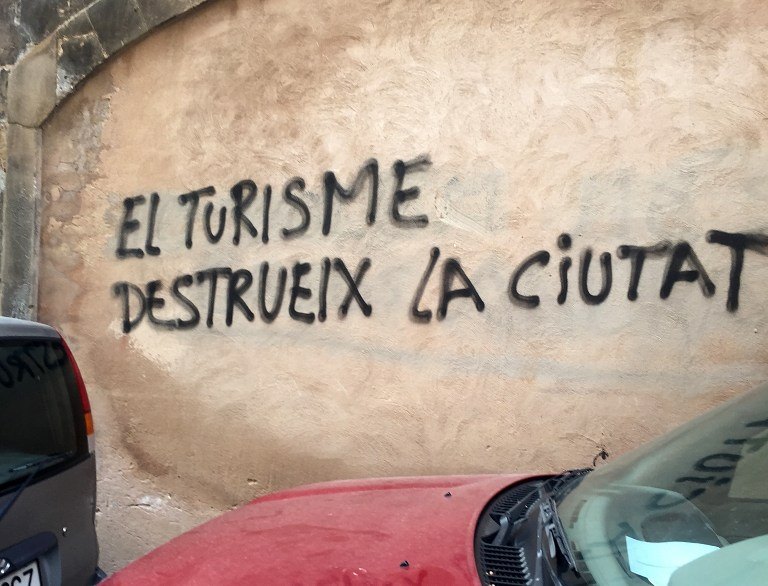 EL TURISME
DESTRUEIX LA CiUTAT